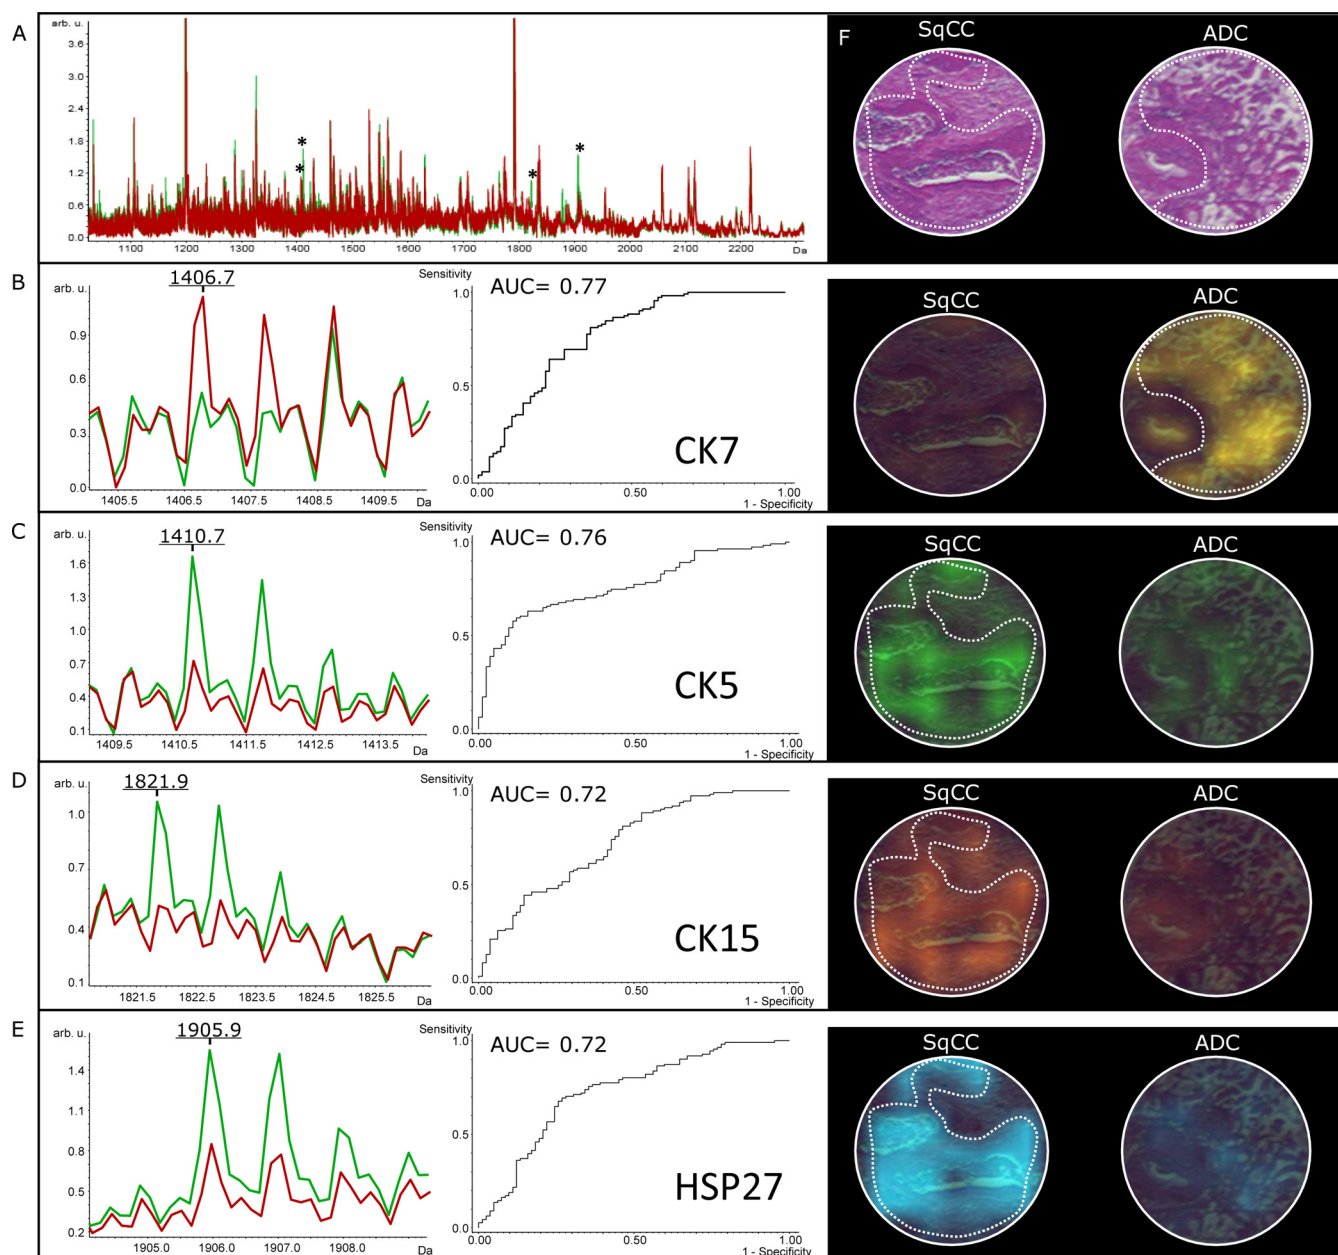 A
arb. u.
3.6
3.0
2.4
1.8
1.2
0.6
0.0
* * * *
1100 1200 1300 1400 1500 1600 1700 1800 1900 2000 2100 2200
Da
F
SqCC ADC
B
arb. u.
1406.7
0.9
0.6
0.3
0.0
1405.5 1406.5 1407.5 1408.5 1409.5 Da
Sensitivity
AUC= 0.77
1.0
0.5
0.0
0.00 0.50 1.00
1 - Specificity
CK7
SqCC ADC
C
arb. u.
1410.7
1.6
1.3
1.0
0.7
0.4
0.1
1409.5 1410.5 1411.5 1412.5 1413.5 Da
Sensitivity
AUC= 0.76
1.0
0.5
0.0
0.00 0.50 1.00
1 - Specificity
CK5
SqCC ADC
D
arb. u.
1821.9
1.0
0.7
0.4
0.1
1821.5 1822.5 1823.5 1824.5 1825.5 Da
Sensitivity
AUC= 0.72
1.0
0.5
0.0
0.00 0.50 1.00
1 - Specificity
CK15
SqCC ADC
E
arb. u.
1905.9
1.4
1.1
0.8
0.5
0.2
1905.0 1906.0 1907.0 1908.0 Da
Sensitivity
AUC= 0.72
1.0
0.5
0.0
0.00 0.50 1.00
1 - Specificity
HSP27
SqCC ADC